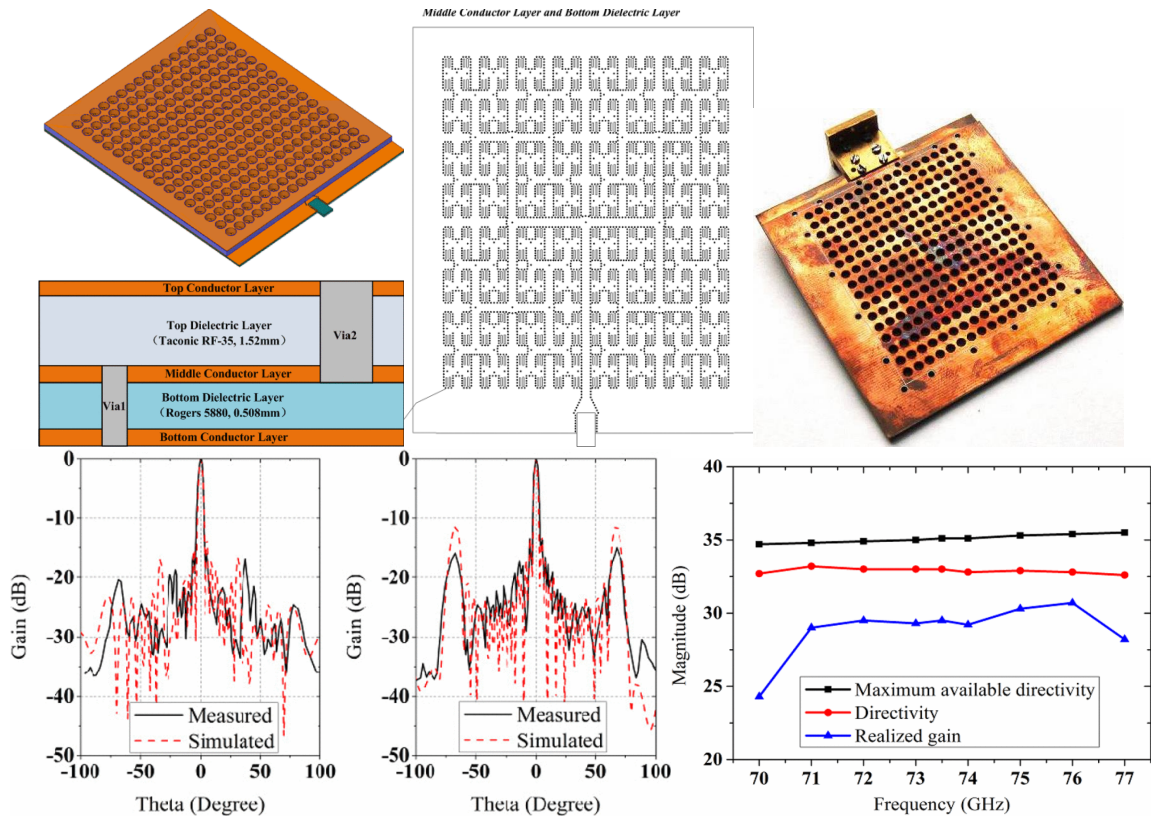 Middle Conductor Layer and Bottom Dielectric Layer
Top Conductor Layer
Top Dielectric Layer
（Taconic RF-35, 1.52mm）
Via2
Middle Conductor Layer
Via1
Bottom Dielectric Layer
（Rogers 5880, 0.508mm）
Bottom Conductor Layer
0
-10
-20
-30
-40
-50
-100
-50
0
50
100
Gain (dB)
Theta (Degree)
Measured
Simulated
0
-10
-20
-30
-40
-50
-100
-50
0
50
100
Gain (dB)
Theta (Degree)
Measured
Simulated
40
35
30
25
20
70
71
72
73
74
75
76
77
Magnitude (dB)
Frequency (GHz)
Maximum available directivity
Directivity
Realized gain